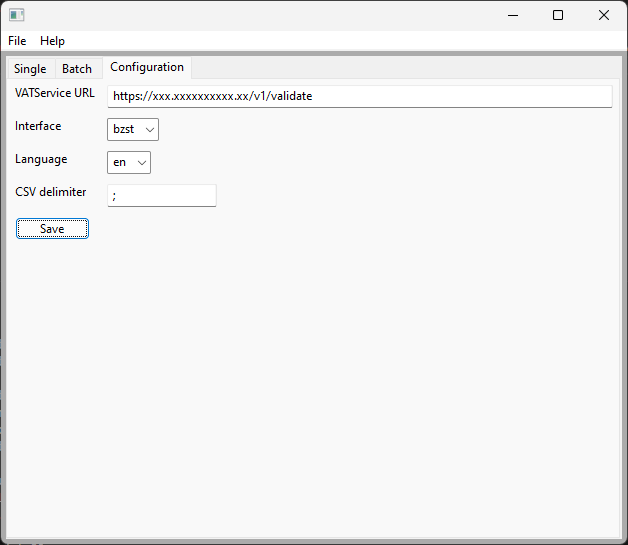 File Help
Single Batch Configuration
VATService URL https://xxx.xxxxxxxxxx.xx/v1/validate
Interface bzst
Language en
CSV delimiter ;
Save